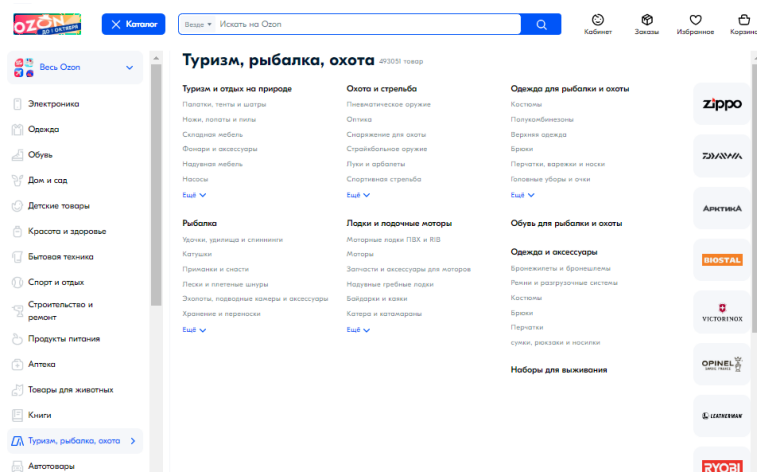 OZON
ДО 1 ОКТЯБРЯ
Каталог
Везде
Искать на Ozon
Кабинет
Заказы
Избранное
Корзина
Весь Ozon
Электроника
Одежда
Обувь
Дом и сад
Детские товары
Красота и здоровье
Бытовая техника
Спорт и отдых
Строительство и
ремонт
Продукты питания
Аптека
Товары для животных
Книги
Туризм, рыбалка, охота
Автотовары
Туризм, рыбалка, охота 493051 товар
Туризм и отдых на природе
Палатки, тенты и шатры
Ножи, лопаты и пилы
Складная мебель
Фонари и аксессуары
Надувная мебель
Насосы
Ещё
Рыбалка
Удочки, удилища и спиннинги
Катушки
Приманки и снасти
Лески и плетеные шнуры
Эхолоты, подводные камеры и аксессуары
Хранение и переноски
Ещё
Охота и стрельба
Пневматическое оружие
Оптика
Снаряжение для охоты
Страйкбольное оружие
Луки и арбалеты
Спортивная стрельба
Ещё
Лодки и лодочные моторы
Моторные лодки ПВХ и RIB
Моторы
Запчасти и аксессуары для моторов
Надувные гребные лодки
Байдарки и каяки
Катера и катамараны
Ещё
Одежда для рыбалки и охоты
Костюмы
Полукомбинезоны
Верхняя одежда
Брюки
Перчатки, варежки и носки
Головные уборы и очки
Ещё
Обувь для рыбалки и охоты
Одежда и аксессуары
Бронежилеты и бронешлемы
Ремни и разгрузочные системы
Костюмы
Брюки
Перчатки
сумки, рюкзаки и носилки
Наборы для выживания
zippo
DAIWA
АРКТИКА
BIOSTAL
VICTORINOX
OPINEL
LEATHERMAN
RYOBI